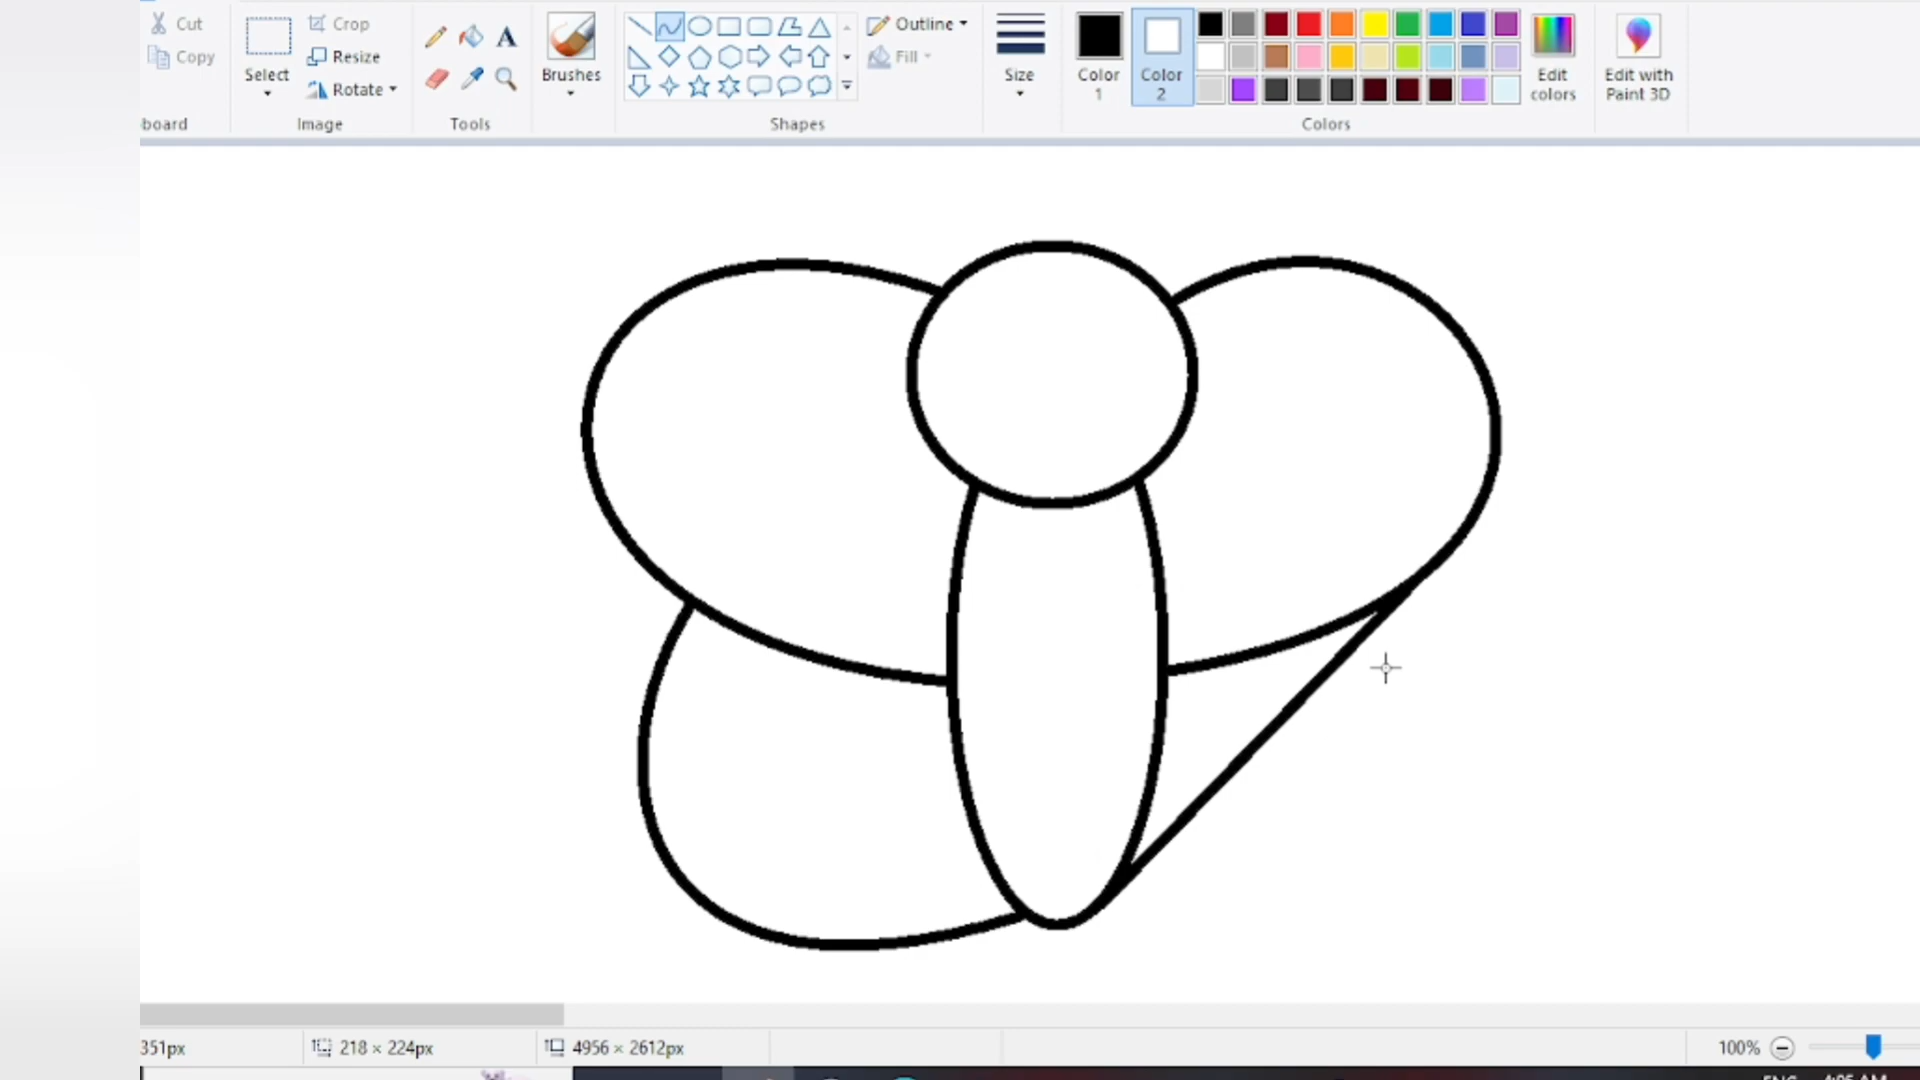 Cut
Copy
board
Select
Crop
Resize
Rotate
Image
A
Tools
Brushes
Shapes
Outline
Fill
Size
Color 1
Color 2
Colors
Edit colors
Edit with Paint 3D
351px
218 × 224px
4956 × 2612px
100%